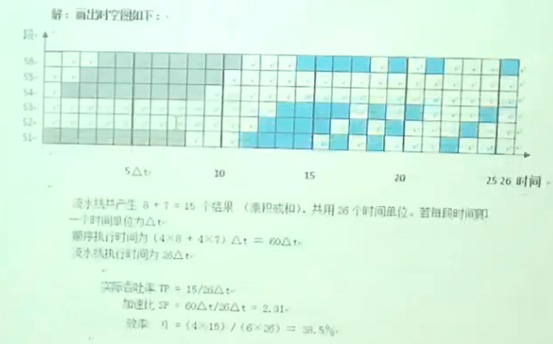 解：画出时空图如下：
段
S6
S5
S4
S3
S2
S1
5△t 10 15 20 25 26 时间
流水线共产生 8 + 7 = 15 个结果 （乘积或和），共用 26 个时间单位。若每段时间即
一个时间单位为△t
顺序执行时间为 (4×8 + 4×7) △t = 60△t
流水线执行时间为 26△t
实际吞吐率 TP = 15/26△t
加速比 SP = 60△t/26△t = 2.31
效率 η = (4×15) / (6×26) = 38.5%